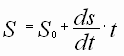 S = S₀ + ds/dt · t